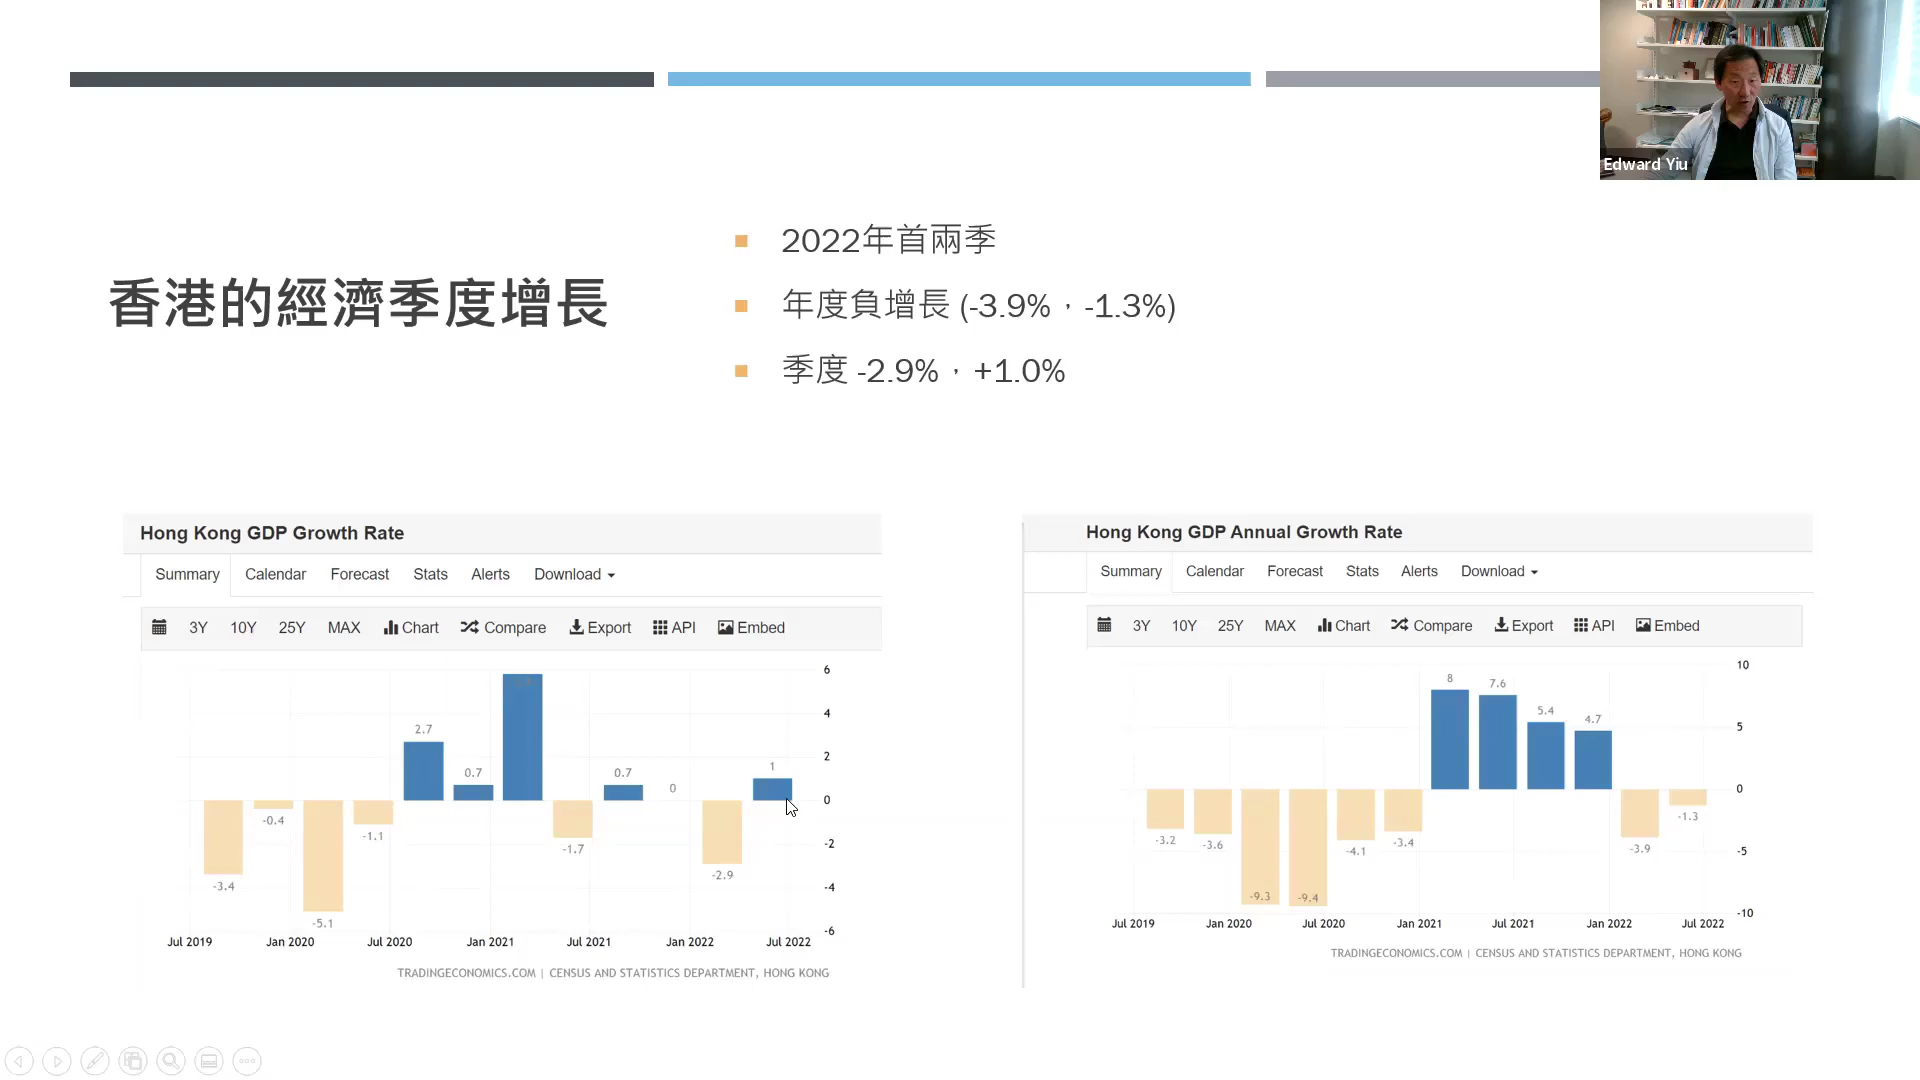 Edward Yiu
香港的經濟季度增長
2022年首兩季
年度負增長 (-3.9%，-1.3%)
季度 -2.9%，+1.0%
Hong Kong GDP Growth Rate
Summary Calendar Forecast Stats Alerts Download
3Y 10Y 25Y MAX Chart Compare Export API Embed
6
4
2
0
-2
-4
-6
-3.4 -0.4 -5.1 -1.1 2.7 0.7 -1.7 0.7 0 -2.9 1
Jul 2019 Jan 2020 Jul 2020 Jan 2021 Jul 2021 Jan 2022 Jul 2022
TRADINGECONOMICS.COM | CENSUS AND STATISTICS DEPARTMENT, HONG KONG
Hong Kong GDP Annual Growth Rate
Summary Calendar Forecast Stats Alerts Download
3Y 10Y 25Y MAX Chart Compare Export API Embed
10
5
0
-5
-10
-3.2 -3.6 -9.3 -9.4 -4.1 -3.4 8 7.6 5.4 4.7 -3.9 -1.3
Jul 2019 Jan 2020 Jul 2020 Jan 2021 Jul 2021 Jan 2022 Jul 2022
TRADINGECONOMICS.COM | CENSUS AND STATISTICS DEPARTMENT, HONG KONG